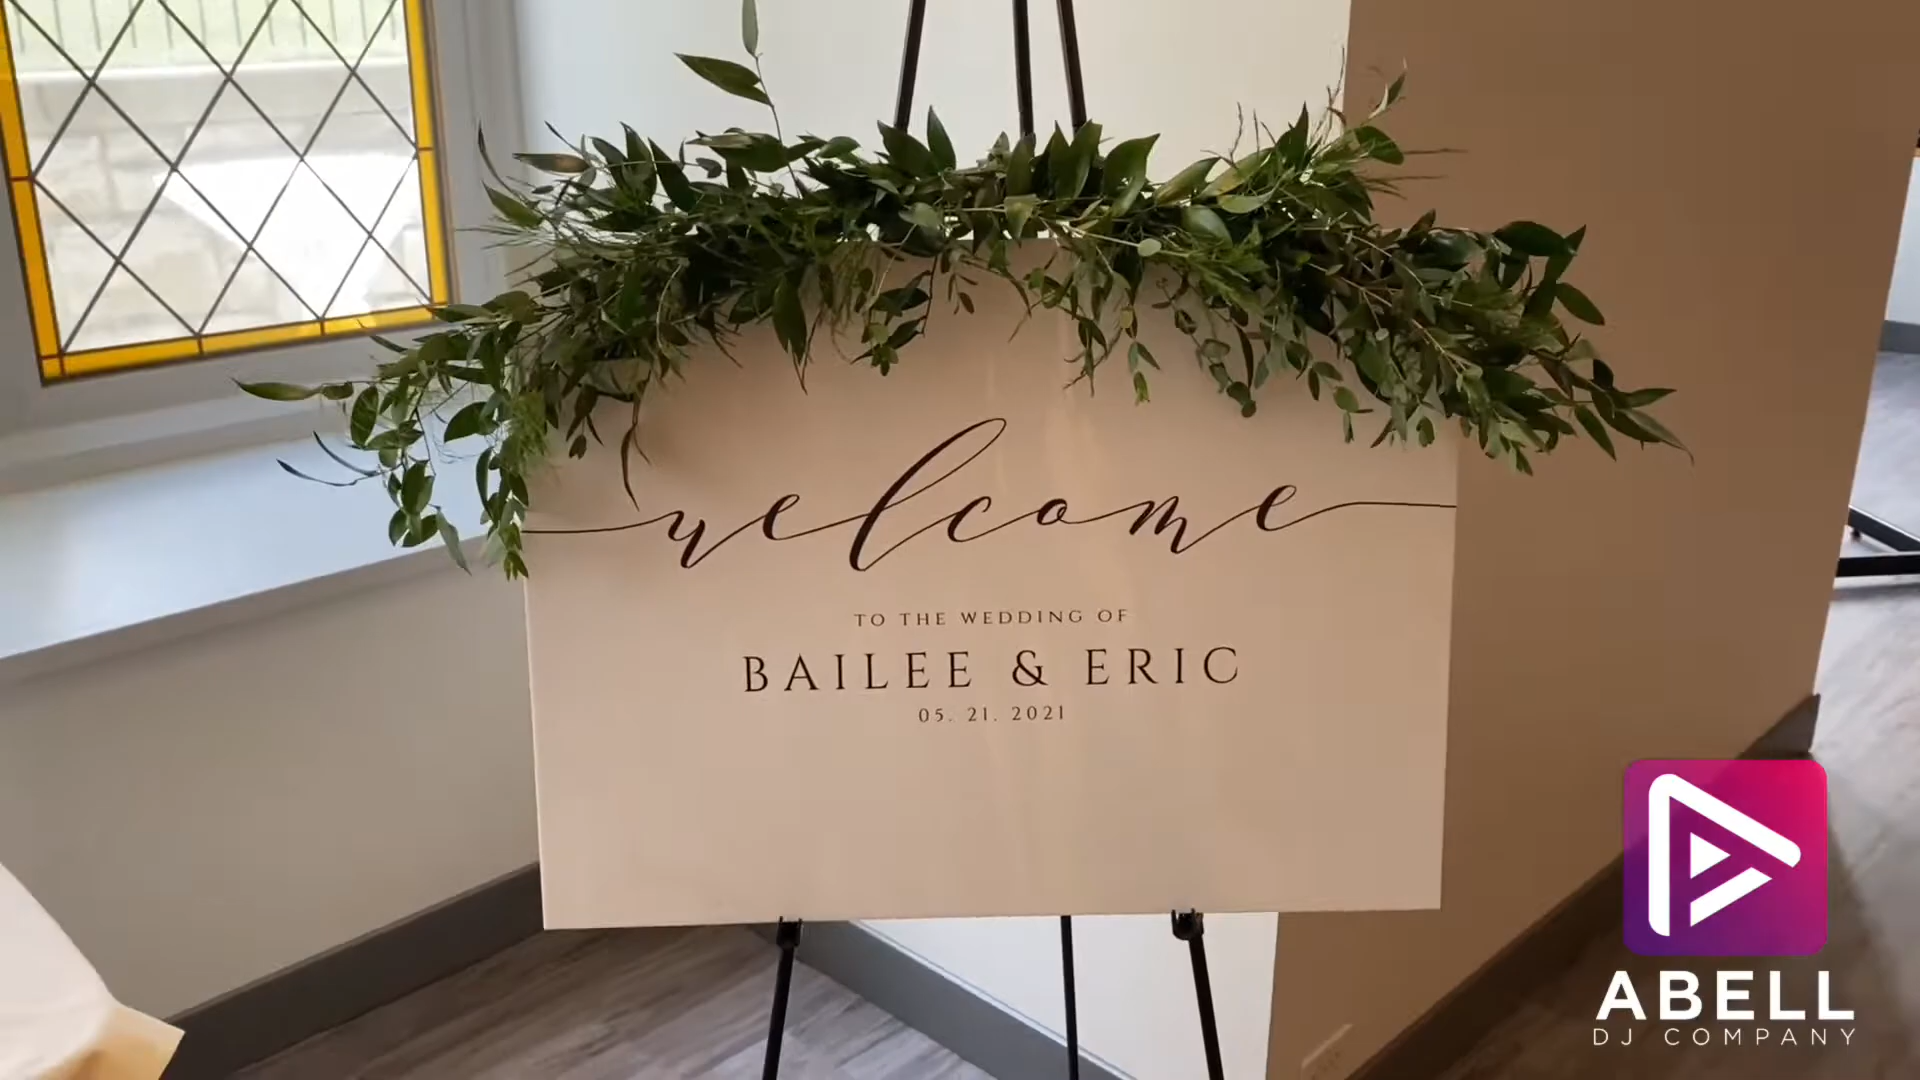 welcome
TO THE WEDDING OF
BAILEE & ERIC
05. 21. 2021
ABELL
DJ COMPANY